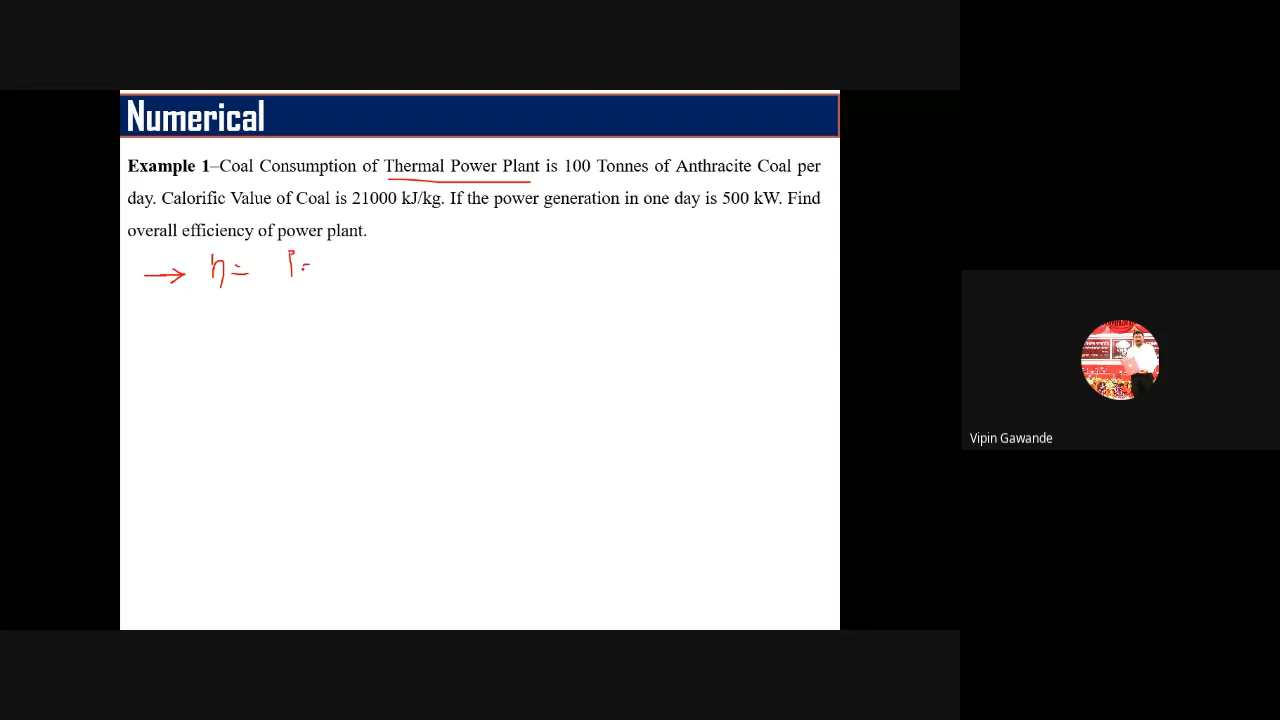 Numerical
Example 1–Coal Consumption of Thermal Power Plant is 100 Tonnes of Anthracite Coal per
day. Calorific Value of Coal is 21000 kJ/kg. If the power generation in one day is 500 kW. Find
overall efficiency of power plant.
→ η =
Vipin Gawande